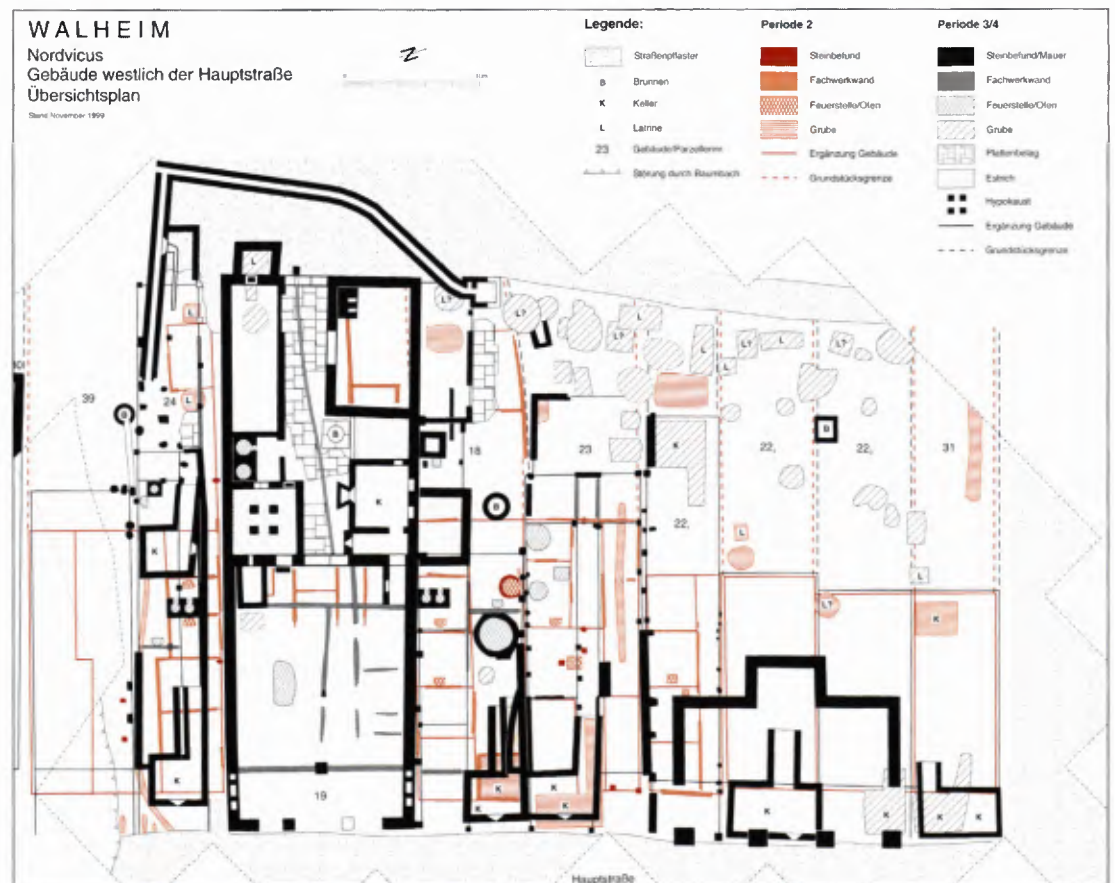 WALHEIM
Nordvicus
Gebäude westlich der Hauptstraße
Übersichtsplan
Stand November 1999
Z
0
Legende:
Straßenpflaster
B Brunnen
K Keller
L Latrine
23 Gebäude/Parzellennr.
Störung durch Baumbach
Periode 2
Steinbefund
Fachwerkwand
Feuerstelle/Ofen
Grube
Ergänzung Gebäude
Grundstücksgrenze
Periode 3/4
Steinbefund/Mauer
Fachwerkwand
Feuerstelle/Ofen
Grube
Plattenbelag
Estrich
Hypokaust
Ergänzung Gebäude
Grundstücksgrenze
L
L
L?
L?
L
L?
L
L?
L
L?
L
39
B
24
L
B
18
23
K
22,
B
22,
31
K
K
B
22,
L
K
L
L?
K
K
19
K
K
K
K
K
K
K
K
Hauptstraße